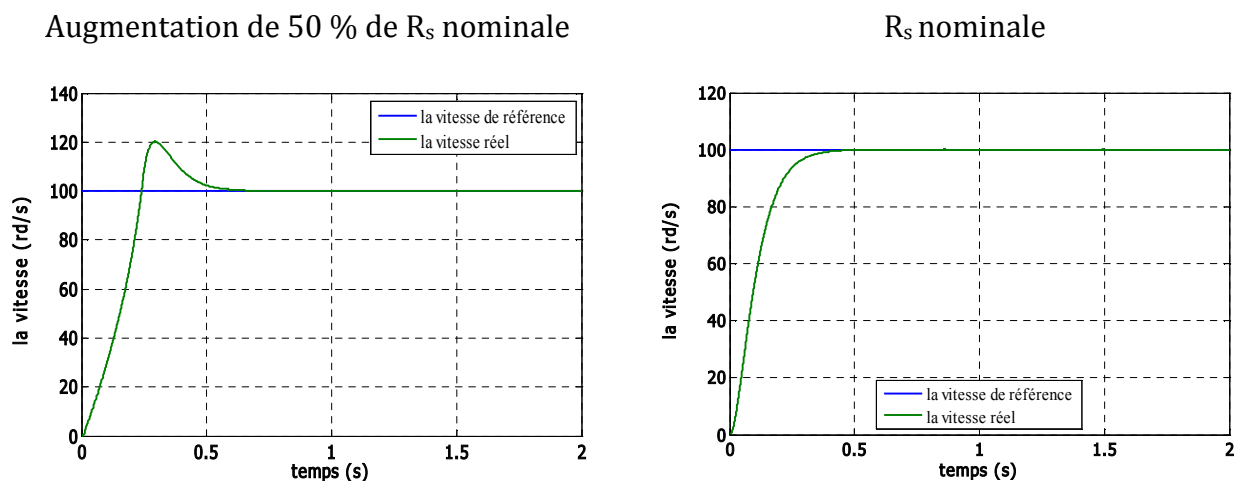 Augmentation de 50 % de Rs nominale
Rs nominale
140
120
100
80
60
40
20
0
0
0.5
1
1.5
2
la vitesse (rd/s)
temps (s)
la vitesse de référence
la vitesse réel
120
100
80
60
40
20
0
0
0.5
1
1.5
2
la vitesse (rd/s)
temps (s)
la vitesse de référence
la vitesse réel